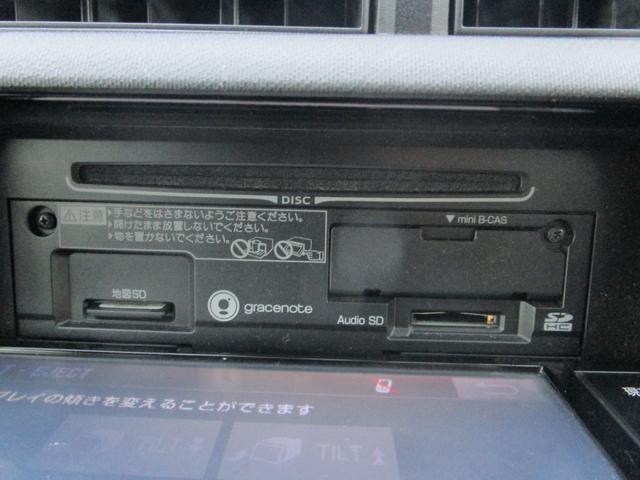 DISC
⚠注意
▶手などをはさまないようご注意ください。
▶開けたまま放置しないでください。
▶物を置かないでください。
▼ mini B-CAS
地図SD
gracenote
Audio SD
SD
HC
EJECT
レイの傾きを変えることができます
TILT
TILT